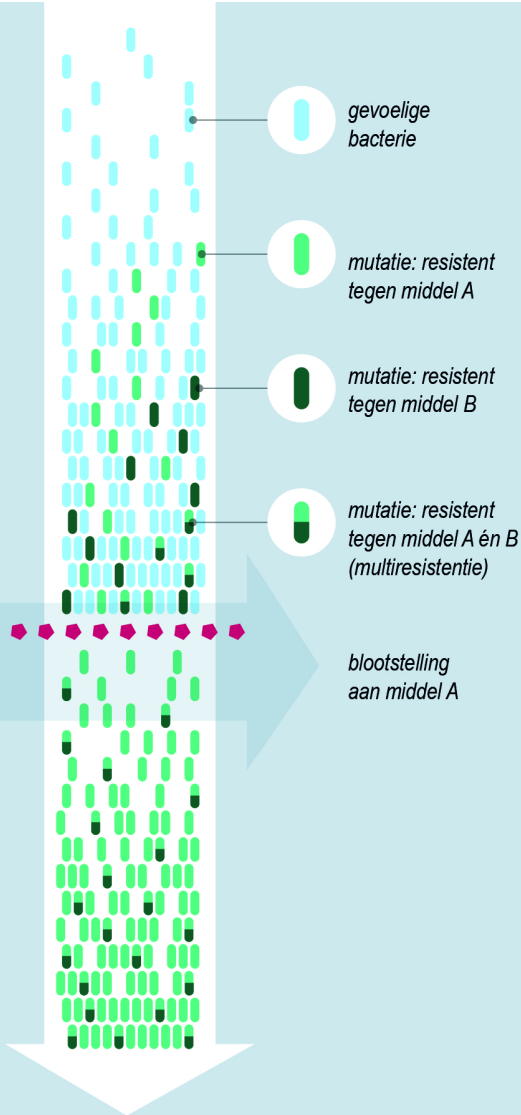 gevoelige
bacterie
mutatie: resistent
tegen middel A
mutatie: resistent
tegen middel B
mutatie: resistent
tegen middel A én B
(multiresistentie)
blootstelling
aan middel A